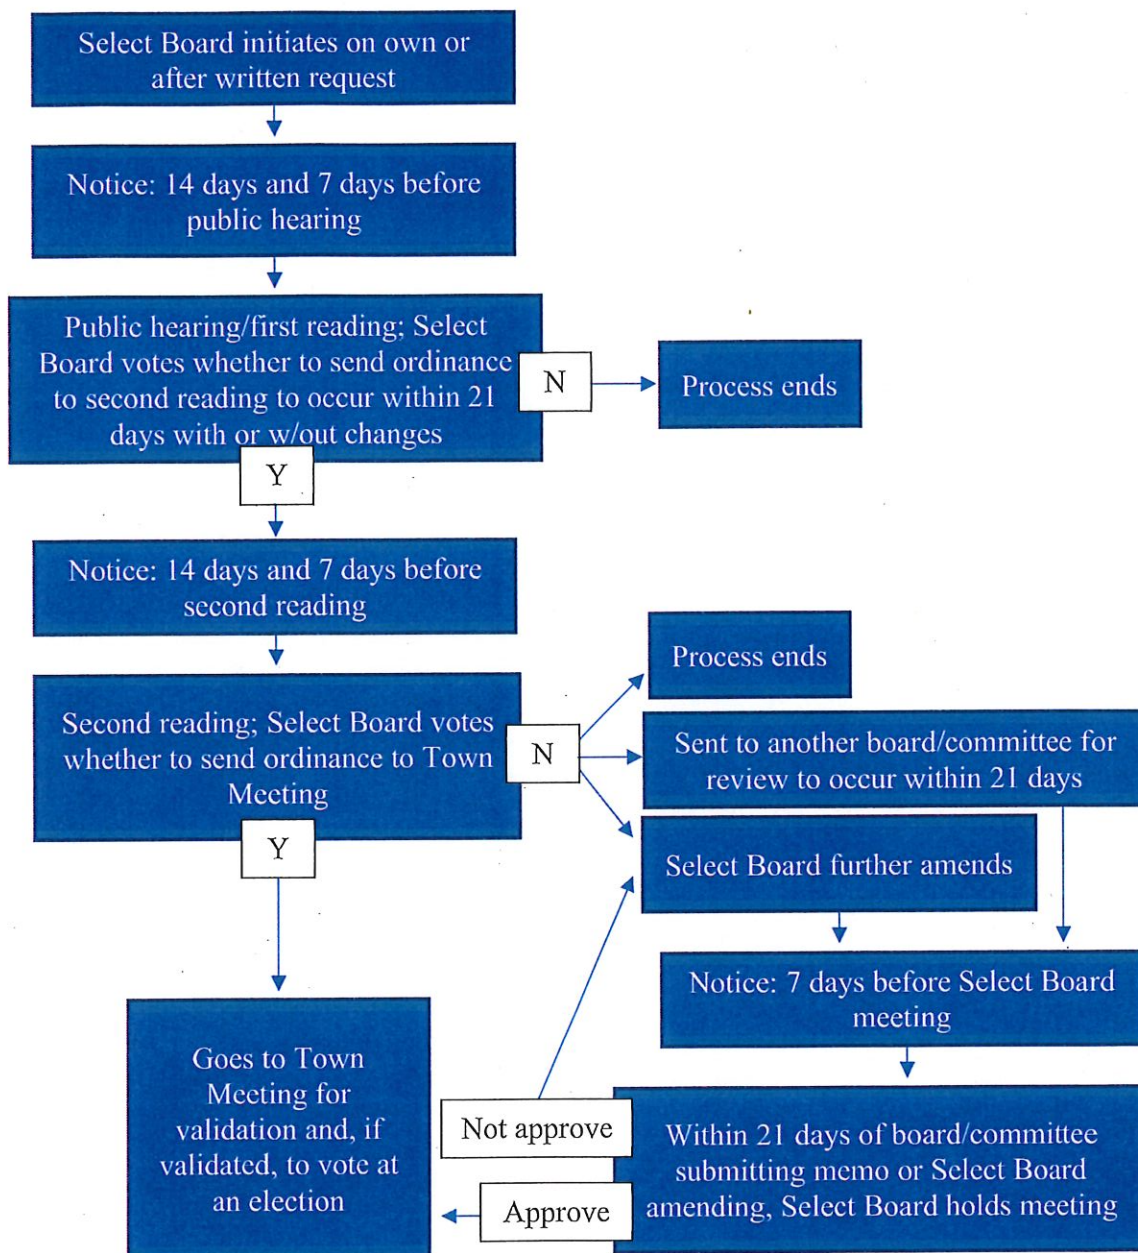 Select Board initiates on own or
after written request
Notice: 14 days and 7 days before
public hearing
Public hearing/first reading; Select
Board votes whether to send ordinance
to second reading to occur within 21
days with or w/out changes
N
Process ends
Y
Notice: 14 days and 7 days before
second reading
Second reading; Select Board votes
whether to send ordinance to Town
Meeting
N
Process ends
Sent to another board/committee for
review to occur within 21 days
Select Board further amends
Y
Notice: 7 days before Select Board
meeting
Goes to Town
Meeting for
validation and, if
validated, to vote at
an election
Not approve
Approve
Within 21 days of board/committee
submitting memo or Select Board
amending, Select Board holds meeting